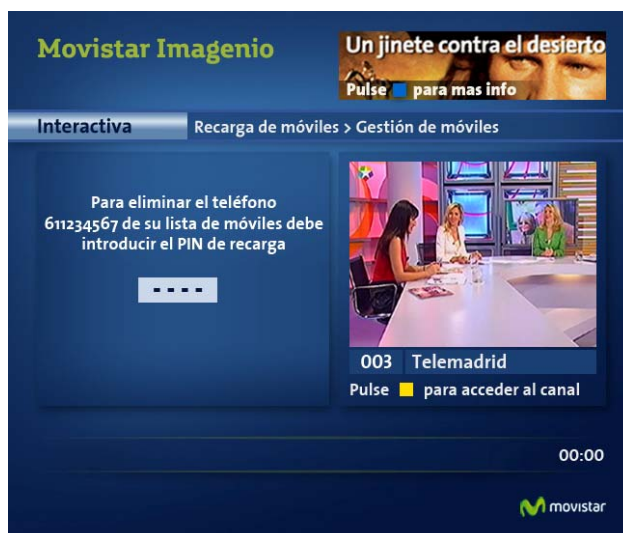 Movistar Imagenio
Un jinete contra el desierto
Pulse para mas info
Interactiva
Recarga de móviles > Gestión de móviles
Para eliminar el teléfono
611234567 de su lista de móviles debe
introducir el PIN de recarga
- - - -
003 Telemadrid
Pulse para acceder al canal
00:00
movistar